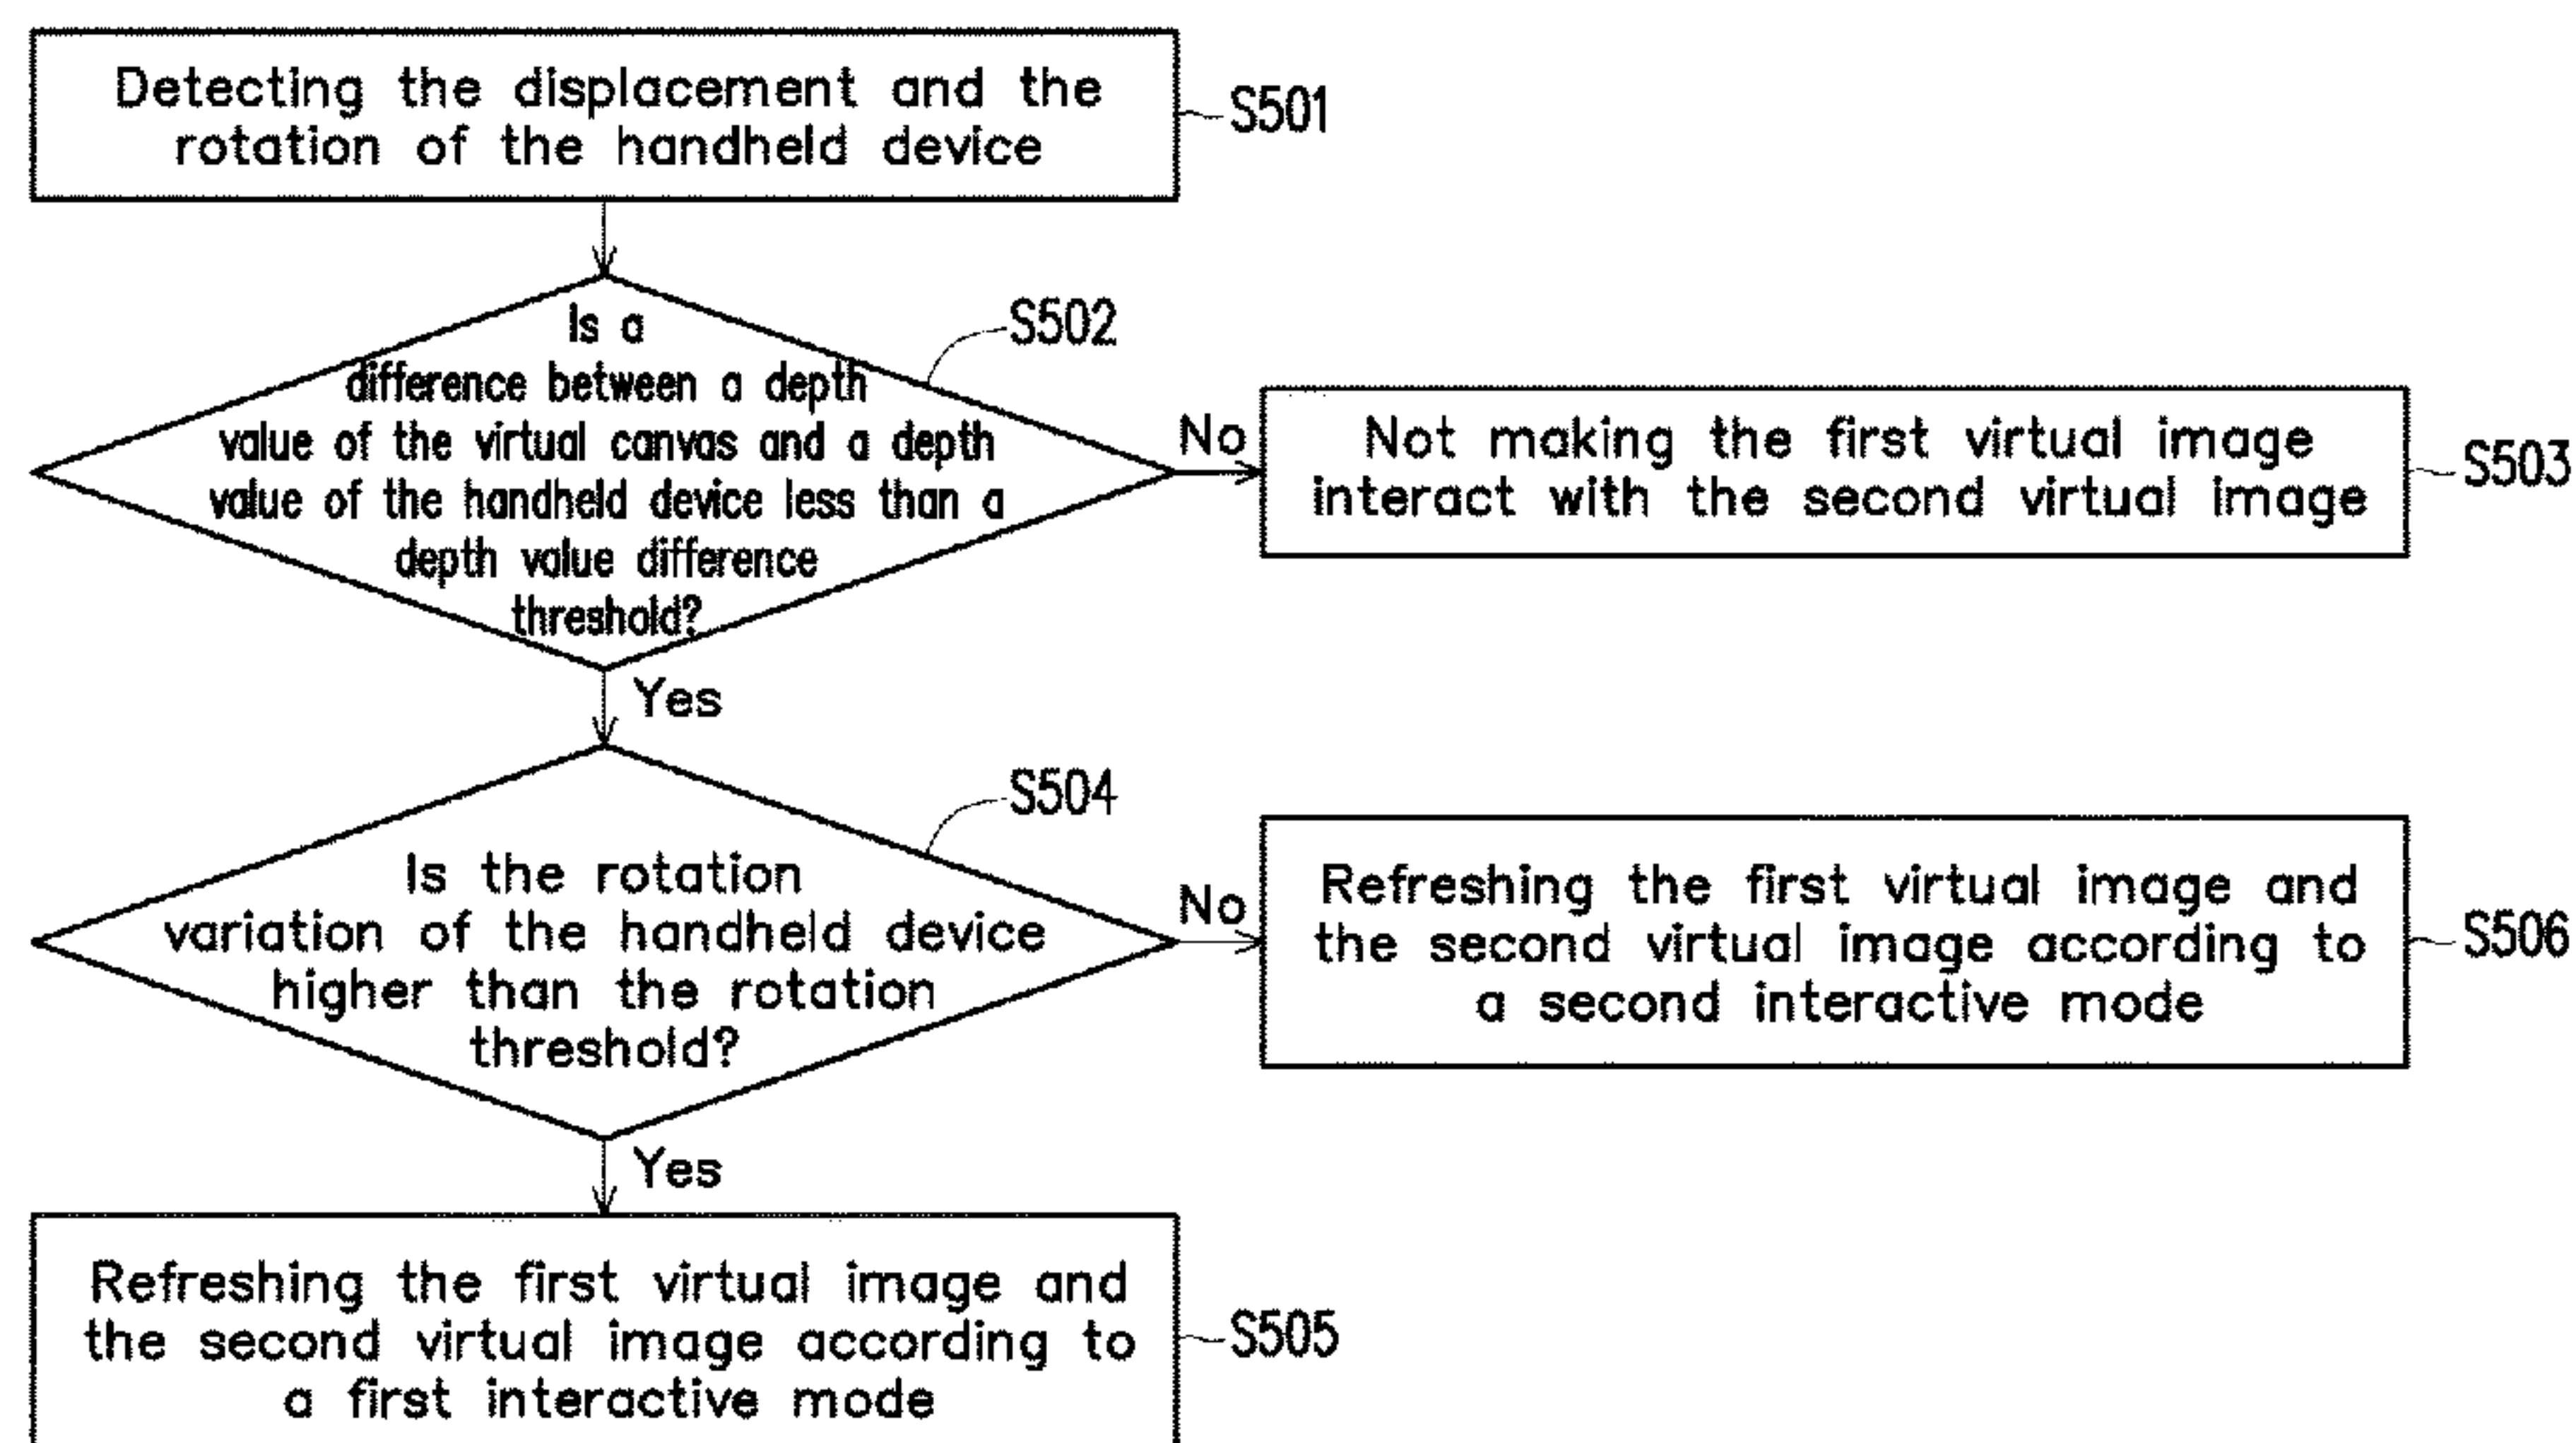 Detecting the displacement and the
rotation of the handheld device
S501
Is a
difference between a depth
value of the virtual canvas and a depth
value of the handheld device less than a
depth value difference
threshold?
S502
No
Not making the first virtual image
interact with the second virtual image
S503
Yes
Is the rotation
variation of the handheld device
higher than the rotation
threshold?
S504
No
Refreshing the first virtual image and
the second virtual image according to
a second interactive mode
S506
Yes
Refreshing the first virtual image and
the second virtual image according to
a first interactive mode
S505